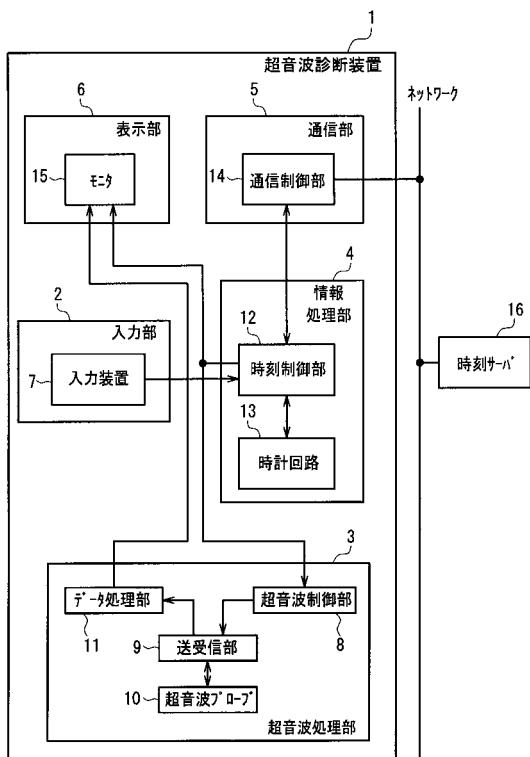 1
超音波診断装置
ネットワーク
6
表示部
15
モニタ
5
通信部
14
通信制御部
4
情報
処理部
2
入力部
7
入力装置
12
時刻制御部
16
時刻サーバ
13
時計回路
3
データ処理部
11
超音波制御部
8
9
送受信部
10
超音波プローブ
超音波処理部